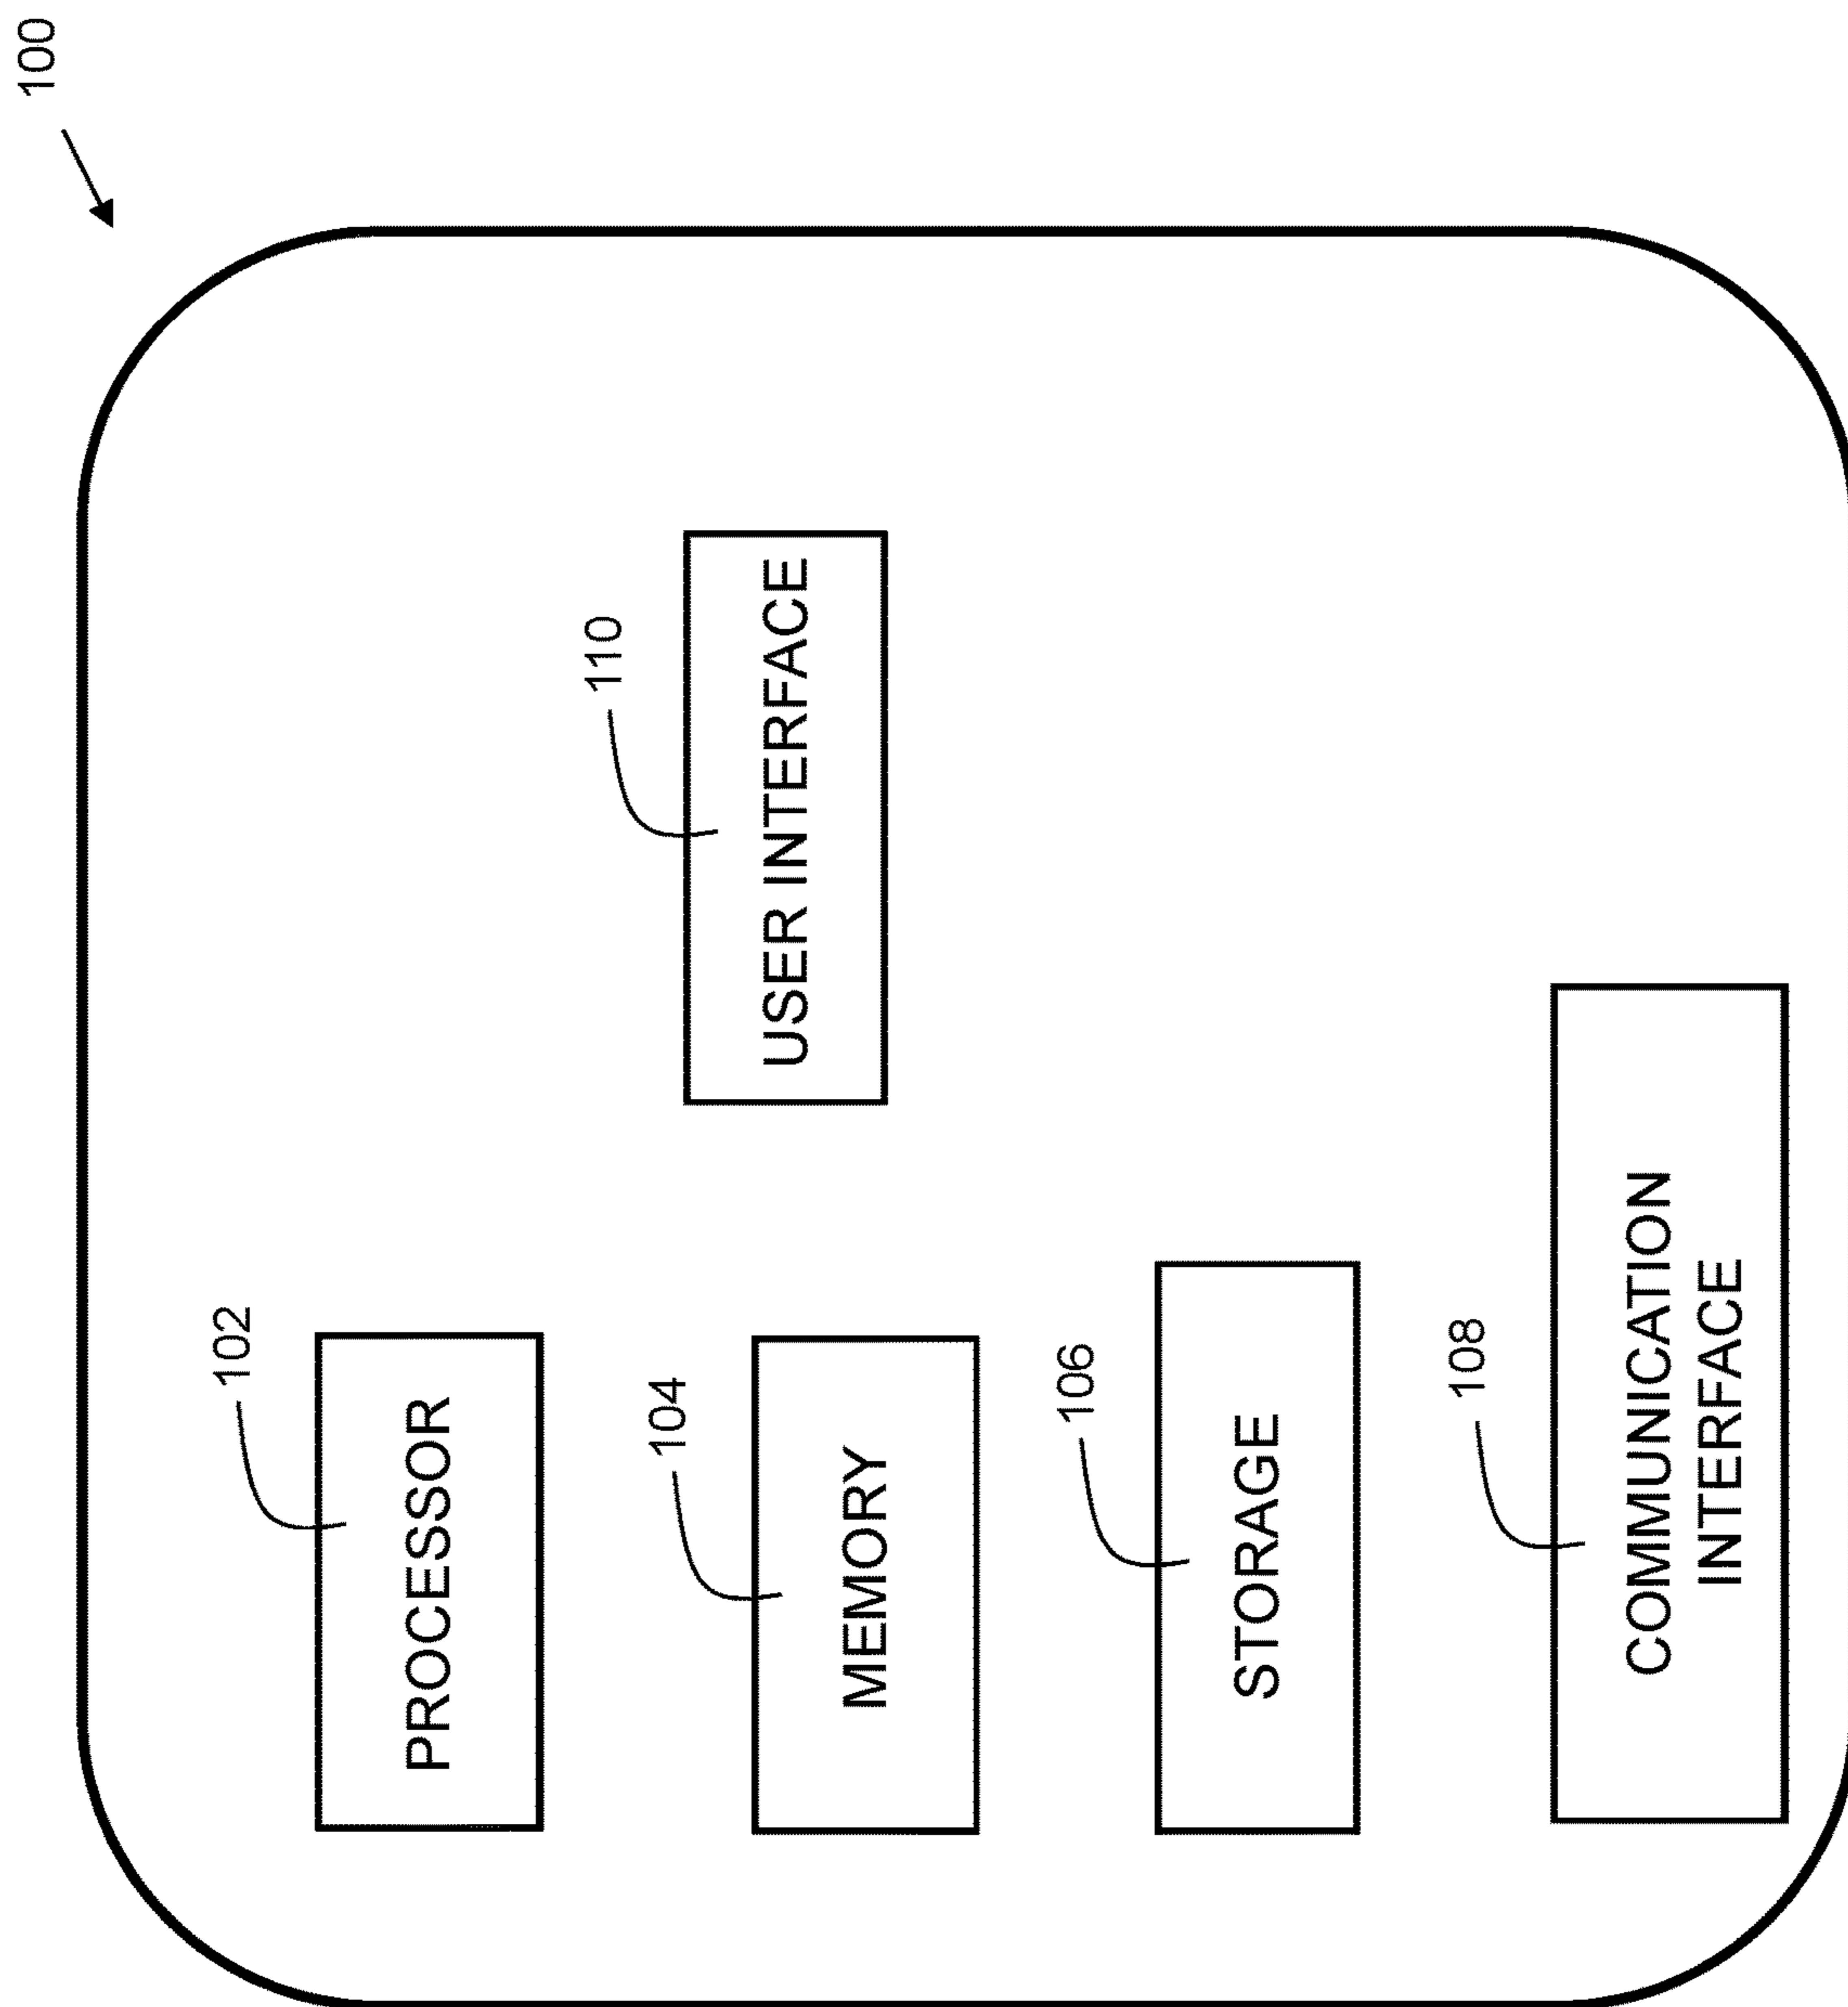 100
102
PROCESSOR
104
MEMORY
110
USER INTERFACE
106
STORAGE
108
COMMUNICATION
INTERFACE